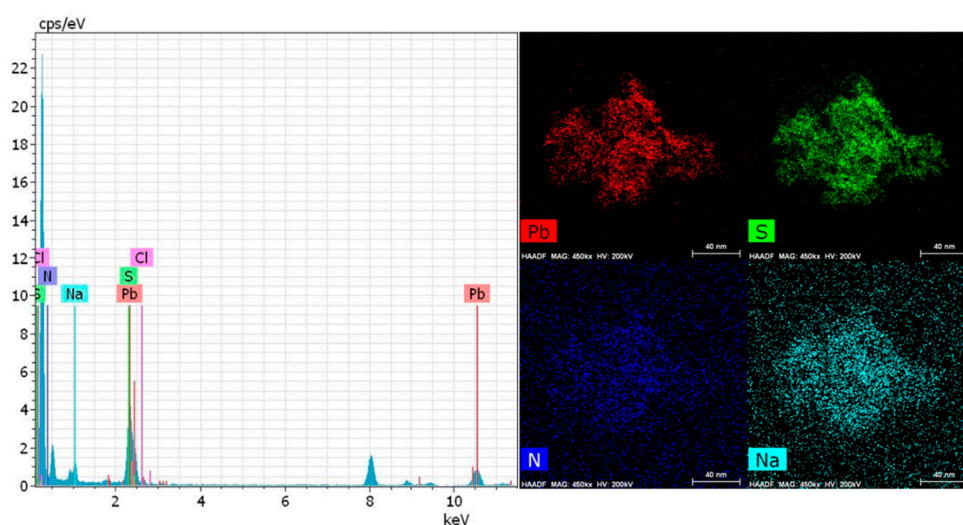 cps/eV
22
20
18
16
14
12
10
8
6
4
2
0
Cl Cl
N S
S Na Pb Pb
2 4 6 8 10
keV
Pb
HAADF MAG: 450kx HV: 200kV 40 nm
S
HAADF MAG: 450kx HV: 200kV 40 nm
N
HAADF MAG: 450kx HV: 200kV 40 nm
Na
HAADF MAG: 450kx HV: 200kV 40 nm